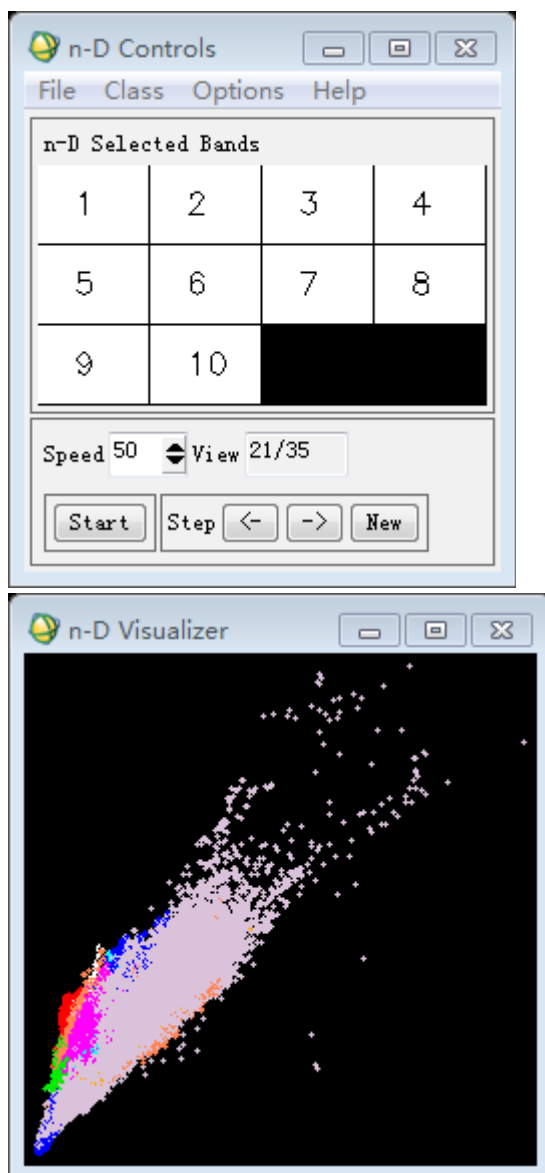 n-D Controls
File Class Options Help
n-D Selected Bands
1 2 3 4
5 6 7 8
9 10
Speed 50 View 21/35
Start Step <- -> New
n-D Visualizer